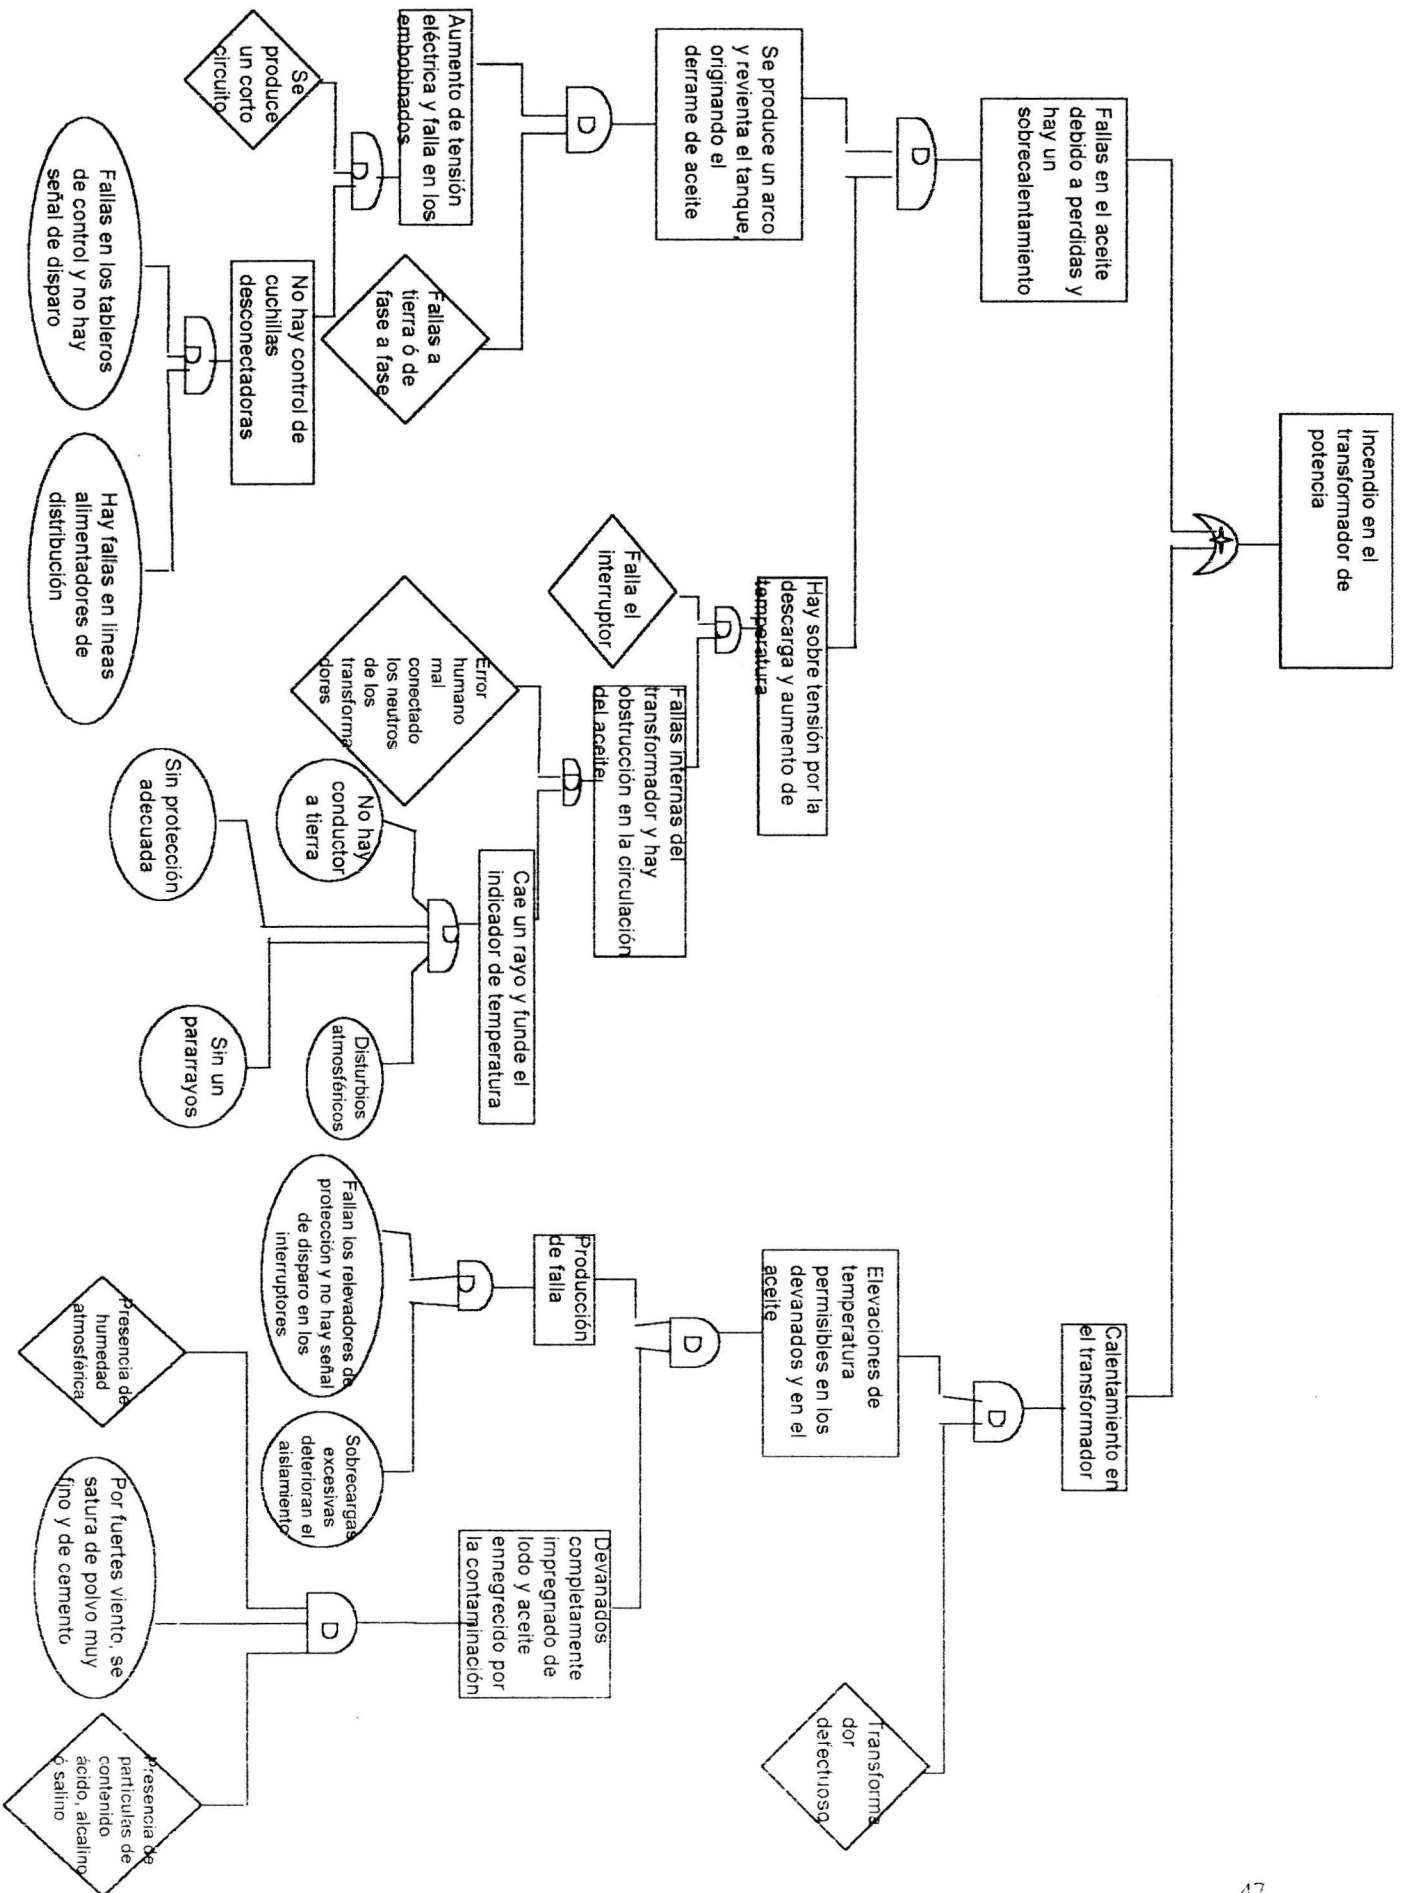 Incendio en el
transformador de
potencia
Fallas en el aceite
debido a perdidas y
hay un
sobrecalentamiento
Calentamiento en
el transformador
D
D
Se produce un arco
y revienta el tanque,
originando el
derrame de aceite
Hay sobre tensión por la
descarga y aumento de
temperatura
Elevaciones de
temperatura
permisibles en los
devanados y en el
aceite
Transforma
dor
defectuoso
D
D
D
Aumento de tensión
eléctrica y falla en los
embobinados
Fallas a
tierra ó de
fase a fase
Falla el
interruptor
Fallas internas del
transformador y hay
obstrucción en la circulación
del aceite
Producción
de falla
Devanados
completamente
impregnado de
lodo y aceite
ennegrecido por
la contaminación
D
D
D
D
Se
produce
un corto
circuito
No hay control de
cuchillas
desconectadoras
Error
humano
mal
conectado
los neutros
de los
transforma
dores
Cae un rayo y funde el
indicador de temperatura
Fallan los relevadores de
protección y no hay señal
de disparo en los
interruptores
Sobrecargas
excesivas
deterioran el
aislamiento
Presencia de
humedad
atmosférica
Por fuertes viento, se
satura de polvo muy
fino y de cemento
Presencia de
particulas de
contenido
ácido, alcalino
ó salino
D
D
Fallas en los tableros
de control y no hay
señal de disparo
Hay fallas en lineas
alimentadores de
distribución
No hay
conductor
a tierra
Sin protección
adecuada
Sin un
pararrayos
Disturbios
atmosféricos
47